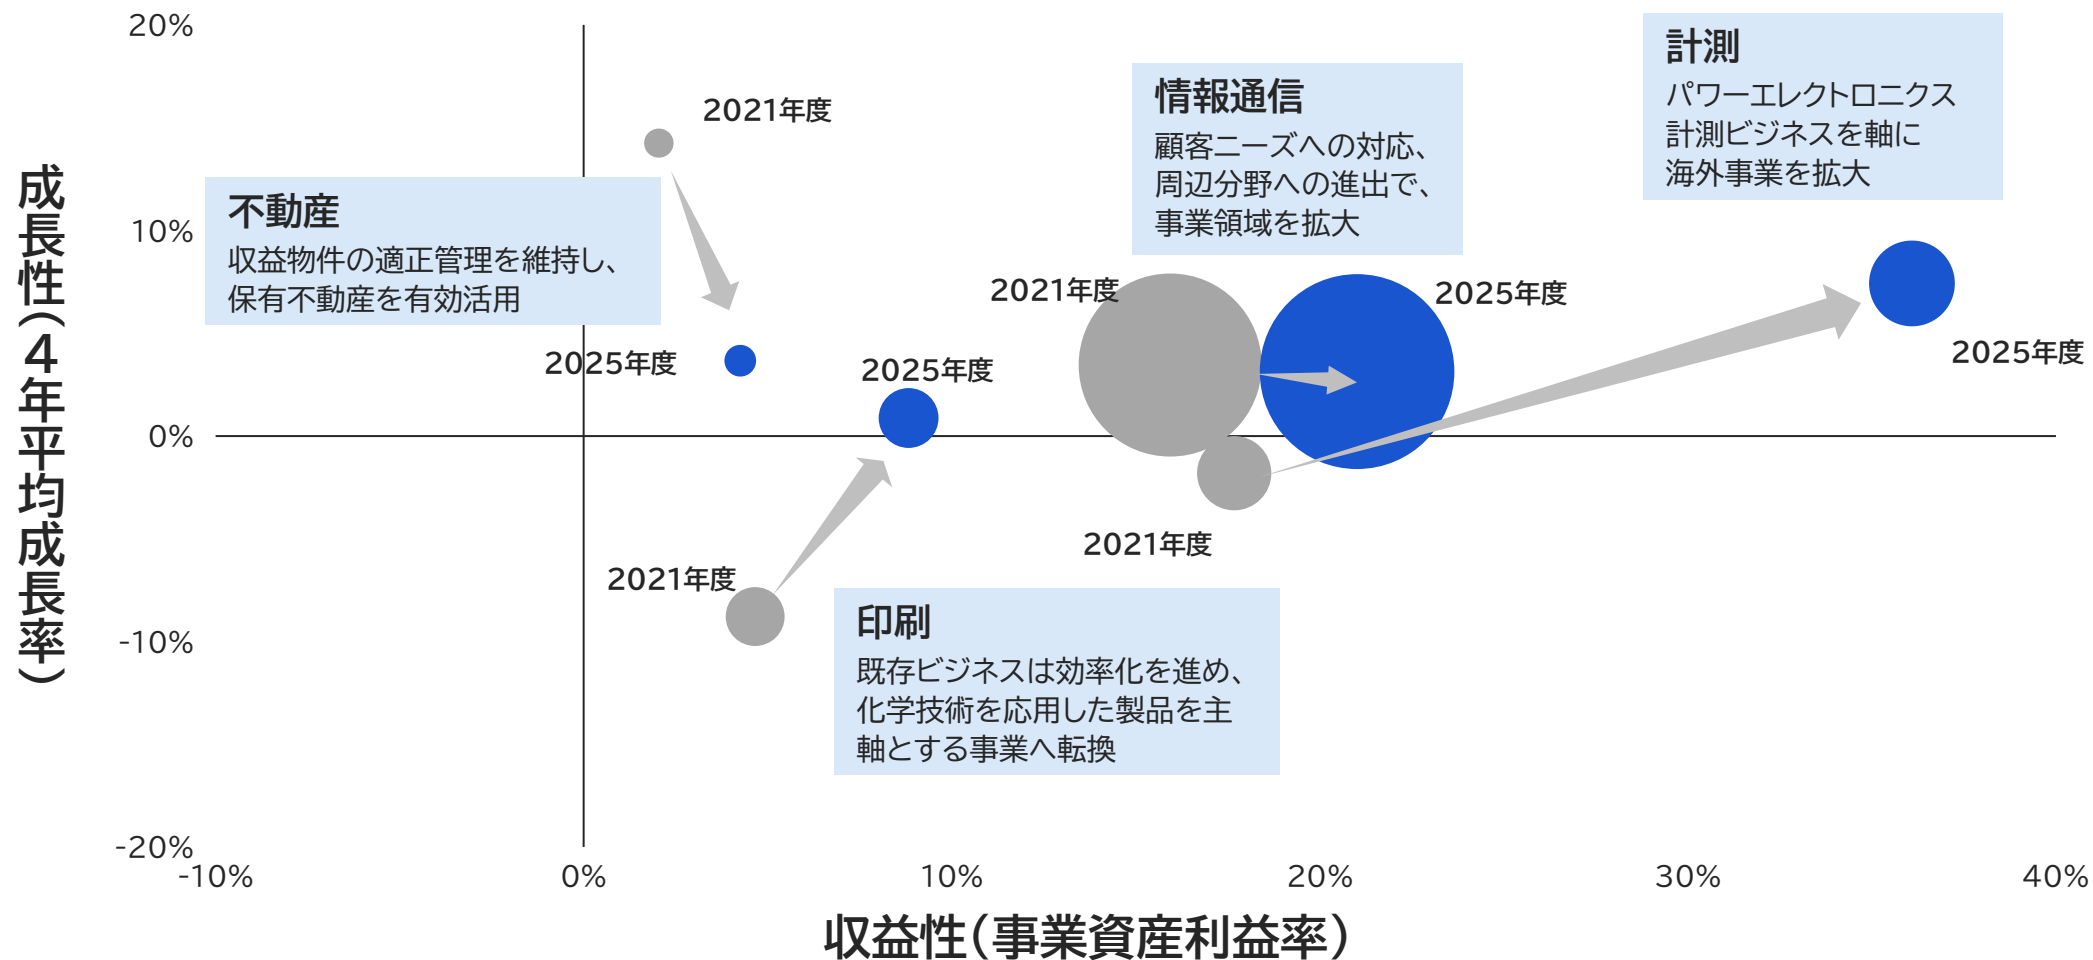 成長性（4年平均成長率）
20%
10%
0%
-10%
-20%
2021年度
不動産
収益物件の適正管理を維持し、
保有不動産を有効活用
2025年度
2025年度
2021年度
印刷
既存ビジネスは効率化を進め、
化学技術を応用した製品を主
軸とする事業へ転換
情報通信
顧客ニーズへの対応、
周辺分野への進出で、
事業領域を拡大
2021年度
2025年度
2021年度
計測
パワーエレクトロニクス
計測ビジネスを軸に
海外事業を拡大
2025年度
-10%
0%
10%
20%
30%
40%
収益性（事業資産利益率）